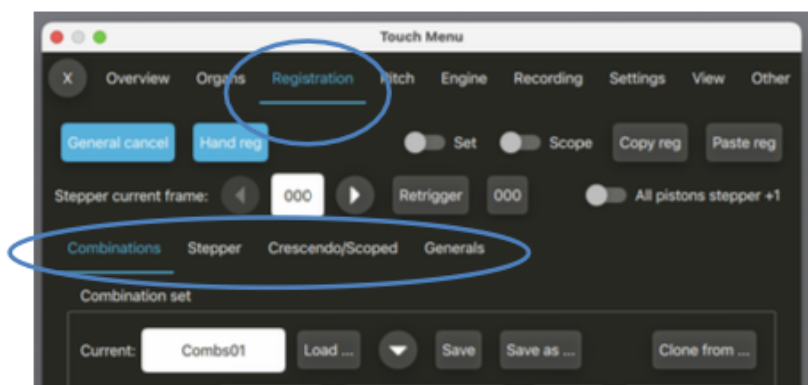 Touch Menu
X Overview Organs Registration Pitch Engine Recording Settings View Other
General cancel Hand reg Set Scope Copy reg Paste reg
Stepper current frame: 000 Retrigger 000 All pistons stepper +1
Combinations Stepper Crescendo/Scoped Generals
Combination set
Current: Combs01 Load ... Save Save as ... Clone from ...